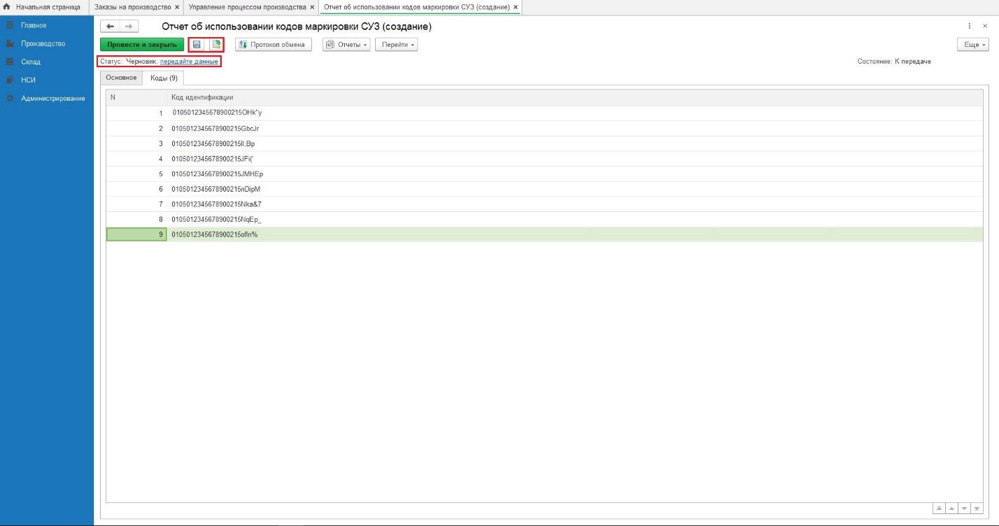 Начальная страница Заказы на производство × Управление процессом производства × Отчет об использовании кодов маркировки СУЗ (создание) ×
Главное
Производство
Склад
НСИ
Администрирование
Отчет об использовании кодов маркировки СУЗ (создание)
Провести и закрыть Протокол обмена Отчеты Перейти Еще
Статус: Черновик, передайте данные Состояние: К передаче
Основное Коды (9)
N Код идентификации
1 0105012345678900215OHk"y
2 0105012345678900215GbcJr
3 0105012345678900215Il;Bp
4 0105012345678900215JFi('
5 0105012345678900215JMHEp
6 0105012345678900215nDipM
7 0105012345678900215Nka&7
8 0105012345678900215NqEp_
9 0105012345678900215ofIn%